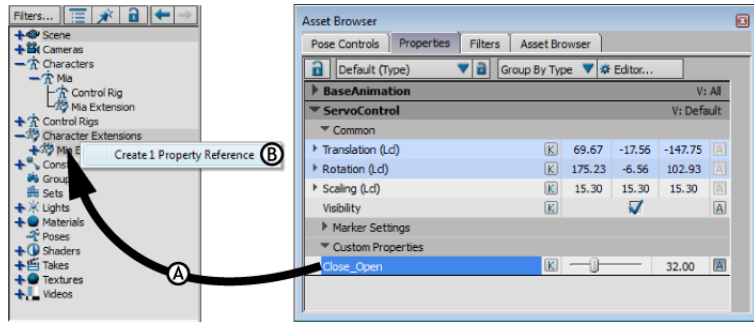 Filters...
Scene
Cameras
Characters
Mia
Control Rig
Mia Extension
Control Rigs
Character Extensions
Mia E
Create 1 Property Reference B
Const
Group
Sets
Lights
Materials
Poses
Shaders
Takes
Textures
Videos
A
Asset Browser
Pose Controls Properties Filters Asset Browser
Default (Type) Group By Type Editor...
BaseAnimation V: All
ServoControl V: Default
Common
Translation (Lcl) K 69.67 -17.56 -147.75 A
Rotation (Lcl) K 175.23 -6.56 102.93 A
Scaling (Lcl) K 15.30 15.30 15.30 A
Visibility K A
Marker Settings
Custom Properties
Close_Open K 32.00 A